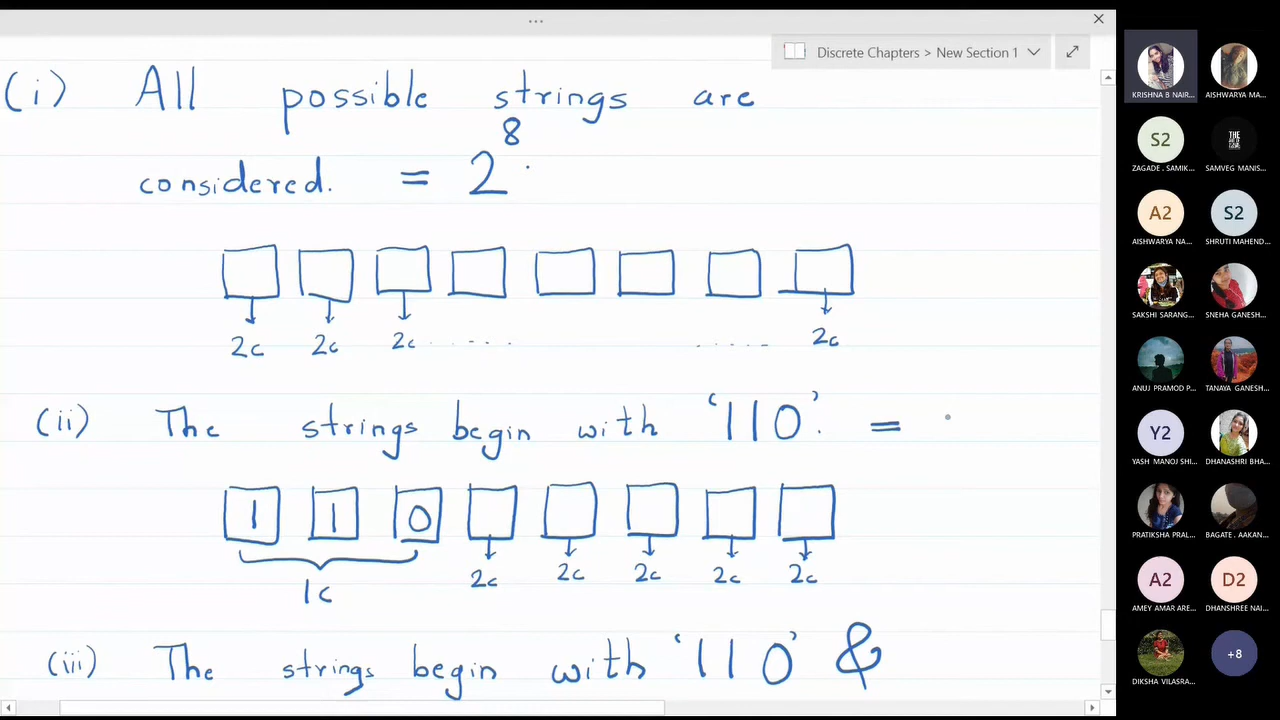 ...
Discrete Chapters > New Section 1
(i) All possible strings are
considered. = 2^8
2c 2c 2c ..... ..... 2c
(ii) The strings begin with '110'. =
1 1 0
1c 2c 2c 2c 2c 2c
(iii) The strings begin with '110' &
KRISHNA B NAIR...
AISHWARYA MA...
S2
ZAGADE . SAMIK...
SAMVEG MANIS...
A2
AISHWARYA NA...
S2
SHRUTI MAHEND...
SAKSHI SARANG...
SNEHA GANESH...
ANUJ PRAMOD P...
TANAYA GANESH...
Y2
YASH MANOJ SHI...
DHANASHRI BHA...
PRATIKSHA PRAL...
BAGATE . AAKAN...
A2
AMEY AMAR ARE...
D2
DHANSHREE NAI...
DIKSHA VILASRA...
+8